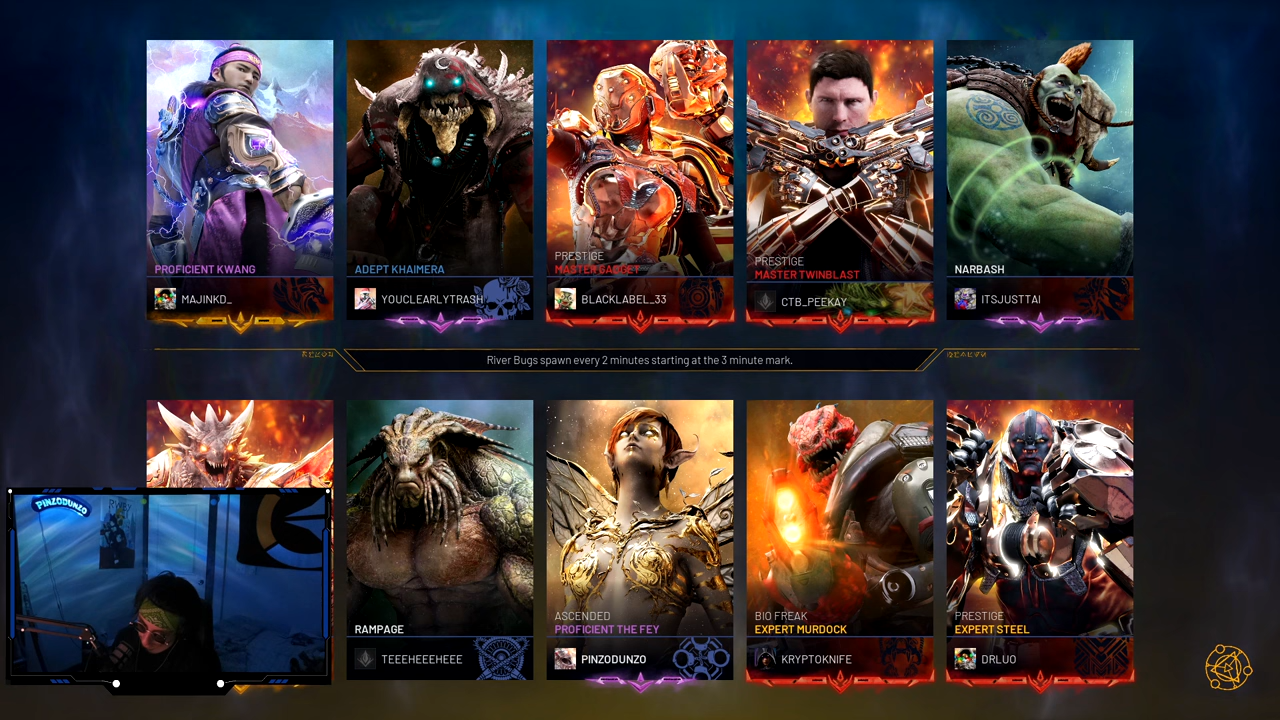 PROFICIENT KWANG
MAJINKD_
ADEPT KHAIMERA
YOUCLEARLYTRASH
PRESTIGE
MASTER GADGET
BLACKLABEL_33
PRESTIGE
MASTER TWINBLAST
CTB_PEEKAY
NARBASH
ITSJUSTTAI
River Bugs spawn every 2 minutes starting at the 3 minute mark.
PINZODUNZO
RAMPAGE
TEEEHEEEHEEE
ASCENDED
PROFICIENT THE FEY
PINZODUNZO
BIO FREAK
EXPERT MURDOCK
KRYPTOKNIFE
PRESTIGE
EXPERT STEEL
DRLUO